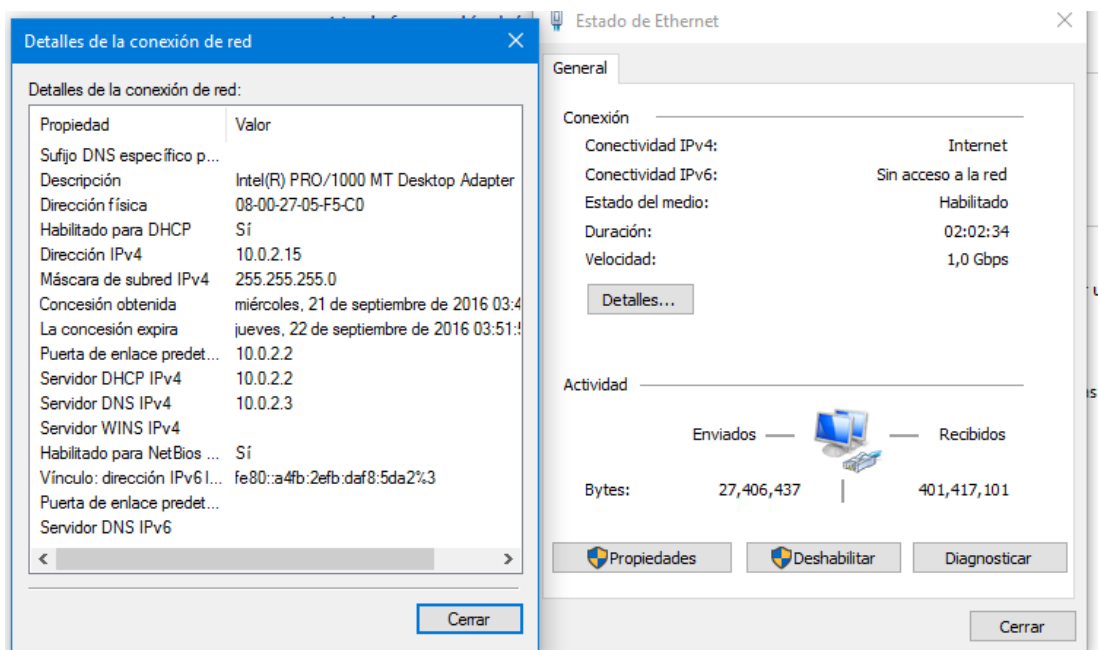 Detalles de la conexión de red
Detalles de la conexión de red:
Propiedad Valor
Sufijo DNS específico p...
Descripción Intel(R) PRO/1000 MT Desktop Adapter
Dirección física 08-00-27-05-F5-C0
Habilitado para DHCP Sí
Dirección IPv4 10.0.2.15
Máscara de subred IPv4 255.255.255.0
Concesión obtenida miércoles, 21 de septiembre de 2016 03:4
La concesión expira jueves, 22 de septiembre de 2016 03:51:
Puerta de enlace predet... 10.0.2.2
Servidor DHCP IPv4 10.0.2.2
Servidor DNS IPv4 10.0.2.3
Servidor WINS IPv4
Habilitado para NetBios ... Sí
Vínculo: dirección IPv6 l... fe80::a4fb:2efb:daf8:5da2%3
Puerta de enlace predet...
Servidor DNS IPv6
Cerrar
Estado de Ethernet
General
Conexión
Conectividad IPv4: Internet
Conectividad IPv6: Sin acceso a la red
Estado del medio: Habilitado
Duración: 02:02:34
Velocidad: 1,0 Gbps
Detalles...
Actividad
Enviados Recibidos
Bytes: 27,406,437 401,417,101
Propiedades Deshabilitar Diagnosticar
Cerrar